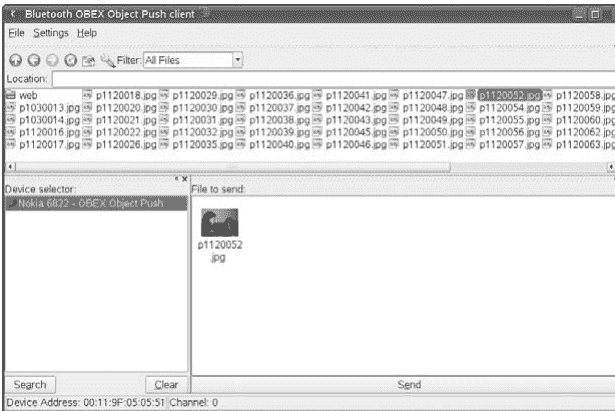 Bluetooth OBEX Object Push client
File Settings Help
Filter: All Files
Location:
web p1120018.jpg p1120029.jpg p1120036.jpg p1120041.jpg p1120047.jpg p1120052.jpg p1120058.jpg
p1030013.jpg p1120020.jpg p1120030.jpg p1120037.jpg p1120042.jpg p1120048.jpg p1120054.jpg p1120059.jpg
p1030014.jpg p1120021.jpg p1120031.jpg p1120038.jpg p1120043.jpg p1120049.jpg p1120055.jpg p1120060.jpg
p1120016.jpg p1120022.jpg p1120032.jpg p1120039.jpg p1120045.jpg p1120050.jpg p1120056.jpg p1120062.jpg
p1120017.jpg p1120026.jpg p1120035.jpg p1120040.jpg p1120046.jpg p1120051.jpg p1120057.jpg p1120063.jpg
Device selector:
File to send:
Nokia 6822 - OBEX Object Push
p1120052
.jpg
Search Clear Send
Device Address: 00:11:9F:05:05:51 Channel: 0